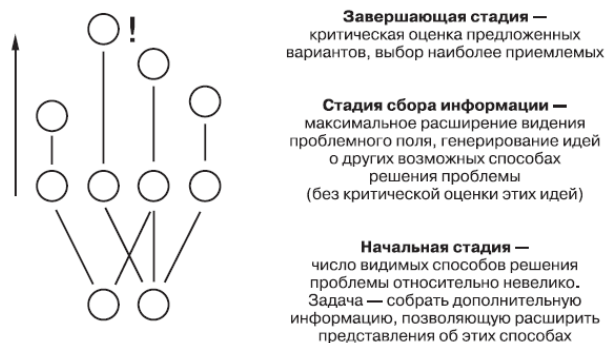 !
Завершающая стадия —
критическая оценка предложенных
вариантов, выбор наиболее приемлемых
Стадия сбора информации —
максимальное расширение видения
проблемного поля, генерирование идей
о других возможных способах
решения проблемы
(без критической оценки этих идей)
Начальная стадия —
число видимых способов решения
проблемы относительно невелико.
Задача — собрать дополнительную
информацию, позволяющую расширить
представления об этих способах